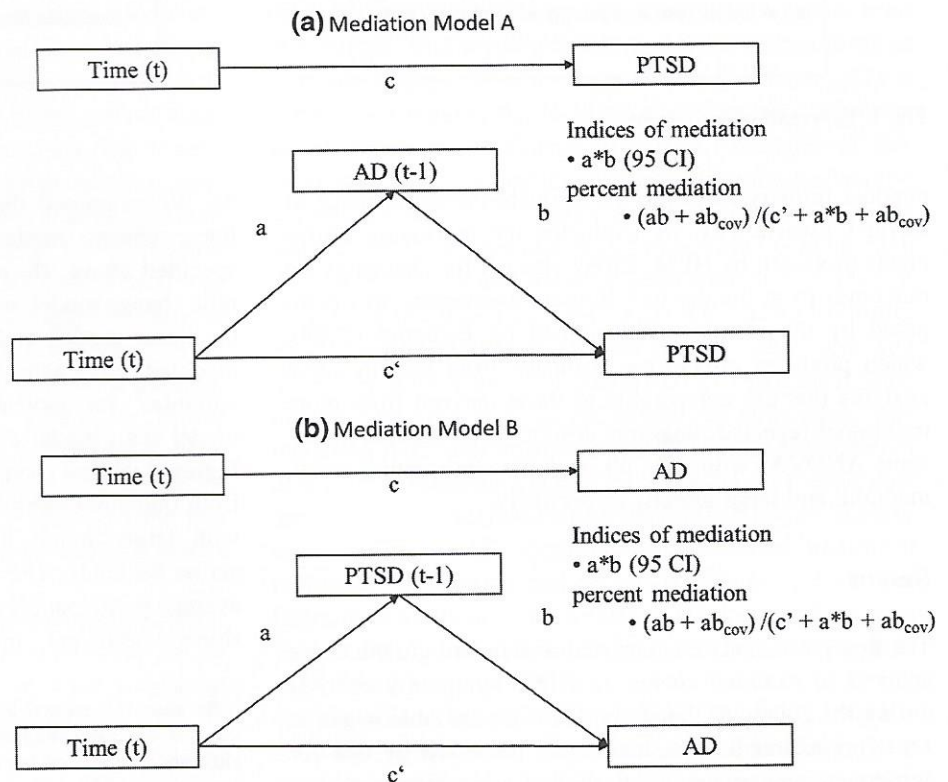 (a) Mediation Model A
Time (t)
PTSD
c
Indices of mediation
• a*b (95 CI)
percent mediation
• (ab + ab_cov) /(c' + a*b + ab_cov)
AD (t-1)
a
b
Time (t)
PTSD
c‘
(b) Mediation Model B
Time (t)
AD
c
Indices of mediation
• a*b (95 CI)
percent mediation
• (ab + ab_cov) /(c’ + a*b + ab_cov)
PTSD (t-1)
a
b
Time (t)
AD
c‘